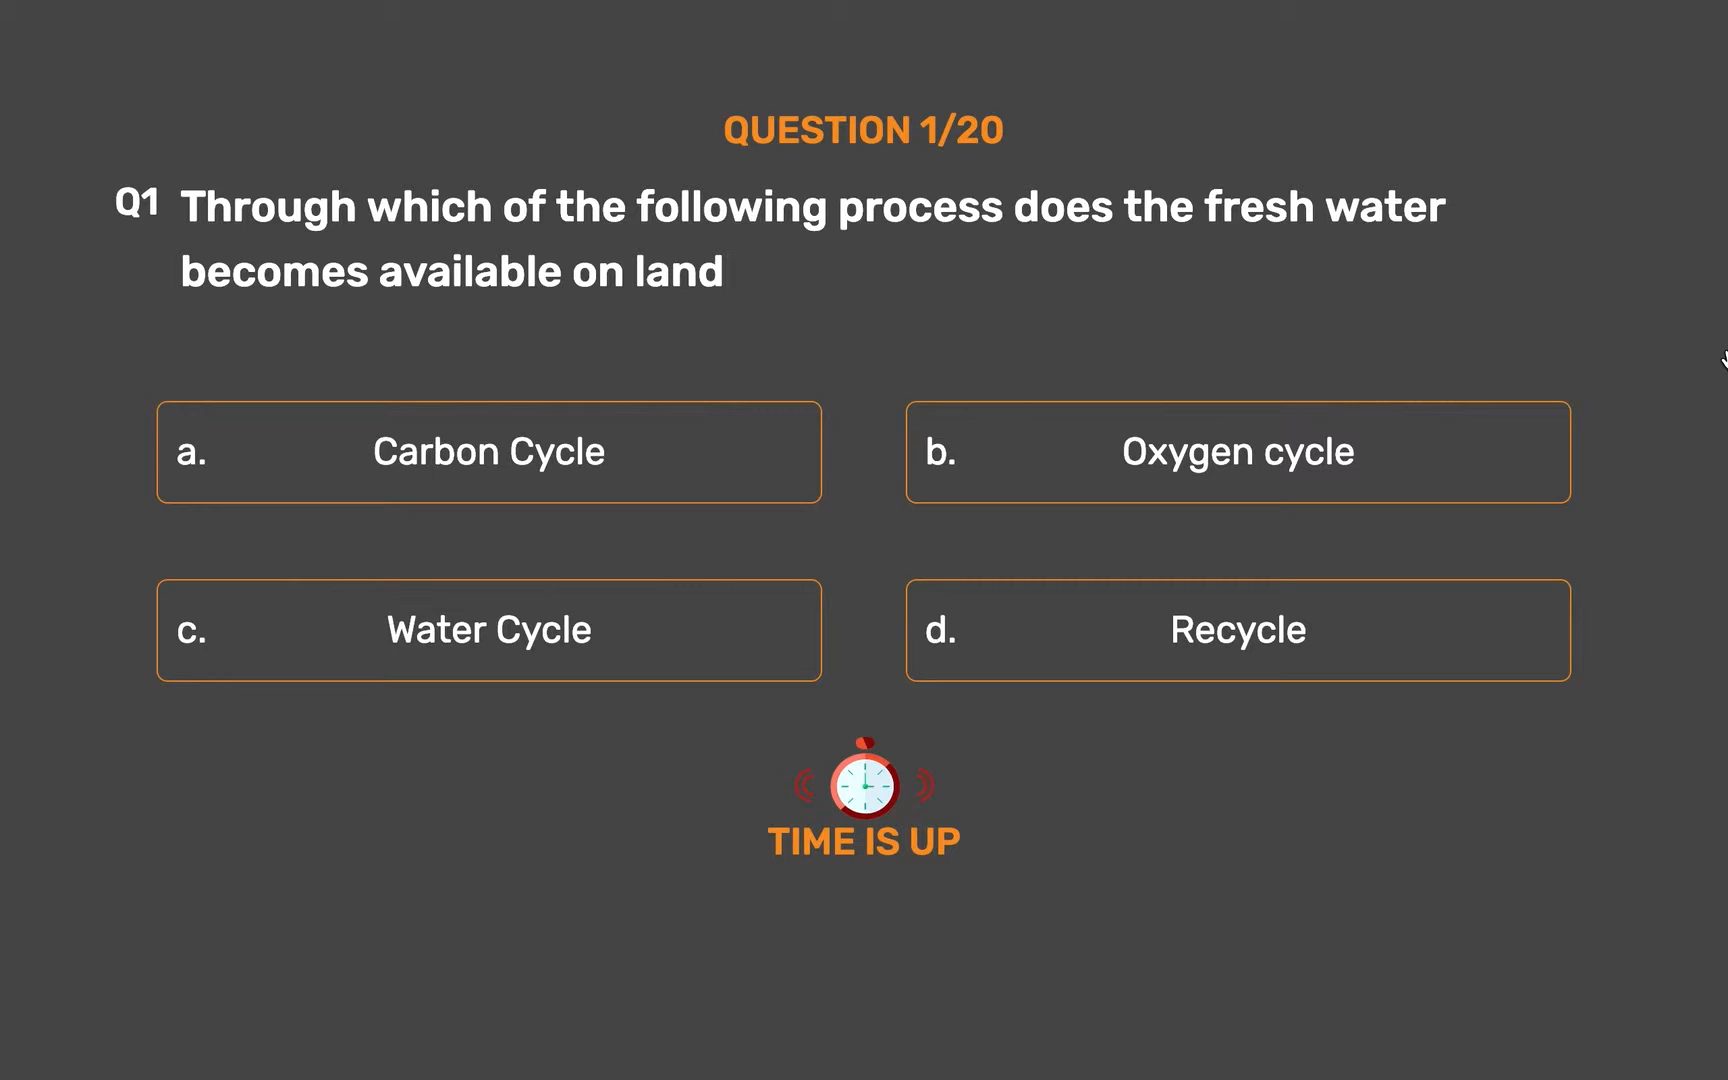 QUESTION 1/20
Q1 Through which of the following process does the fresh water
becomes available on land
a. Carbon Cycle
b. Oxygen cycle
c. Water Cycle
d. Recycle
TIME IS UP